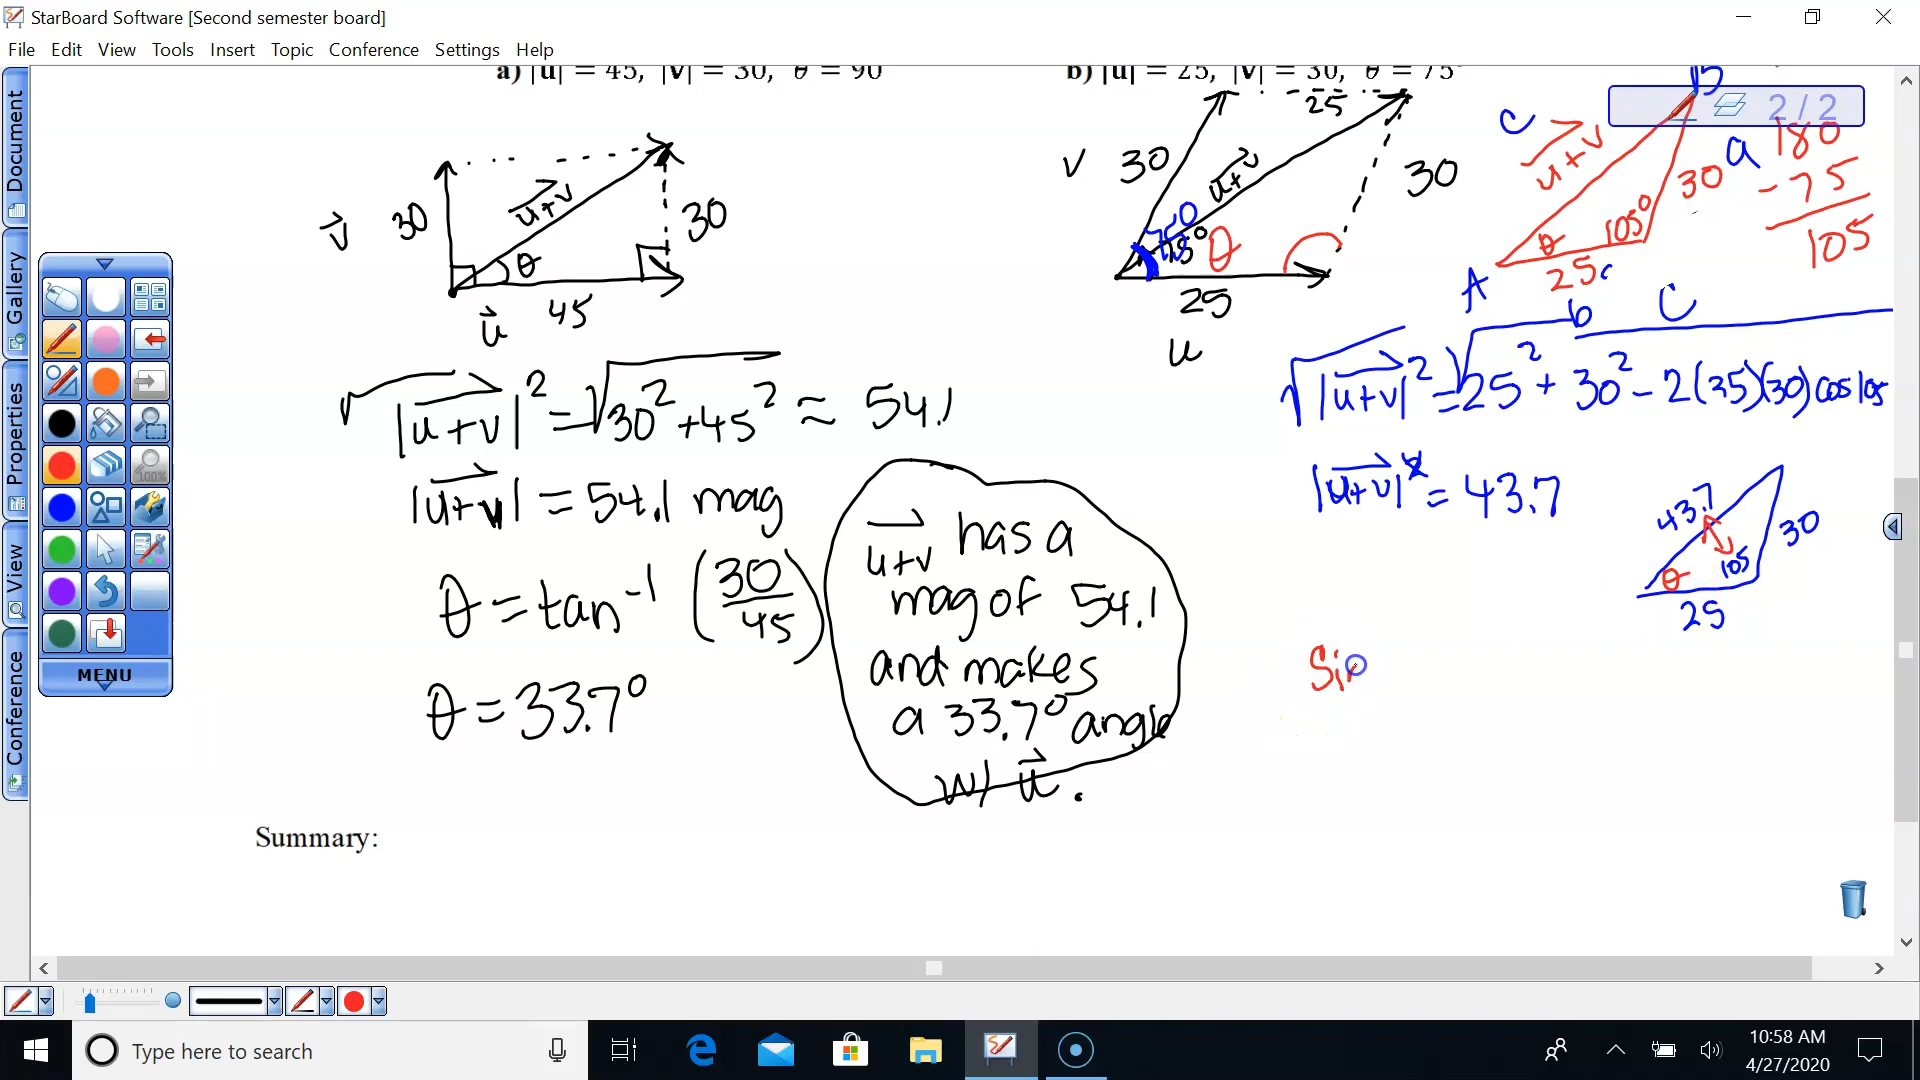 StarBoard Software [Second semester board]
File Edit View Tools Insert Topic Conference Settings Help
Document
Gallery
Properties
View
Conference
MENU
100%
2 / 2
a) |u| = 45, |v| = 30, θ = 90
v⃗ 30
u+v
30
θ
45
u⃗
|u+v|² = √30² + 45² ≈ 54.1
|u+v| = 54.1 mag
θ = tan⁻¹ (30/45)
θ = 33.7°
u+v has a
mag of 54.1
and makes
a 33.7° angle
w/ u⃗.
b) |u| = 25, |v| = 30, θ = 75°
25
v 30
u+v
30
75°
θ
25
u
B
c
u+v
a
30
θ 105°
25
A
b
C
180
- 75
105
√|u+v|² = √25² + 30² - 2(35)(30) cos 105
|u+v| = 43.7
43.7
30
θ 105
25
Sin
Summary:
Type here to search
10:58 AM
4/27/2020